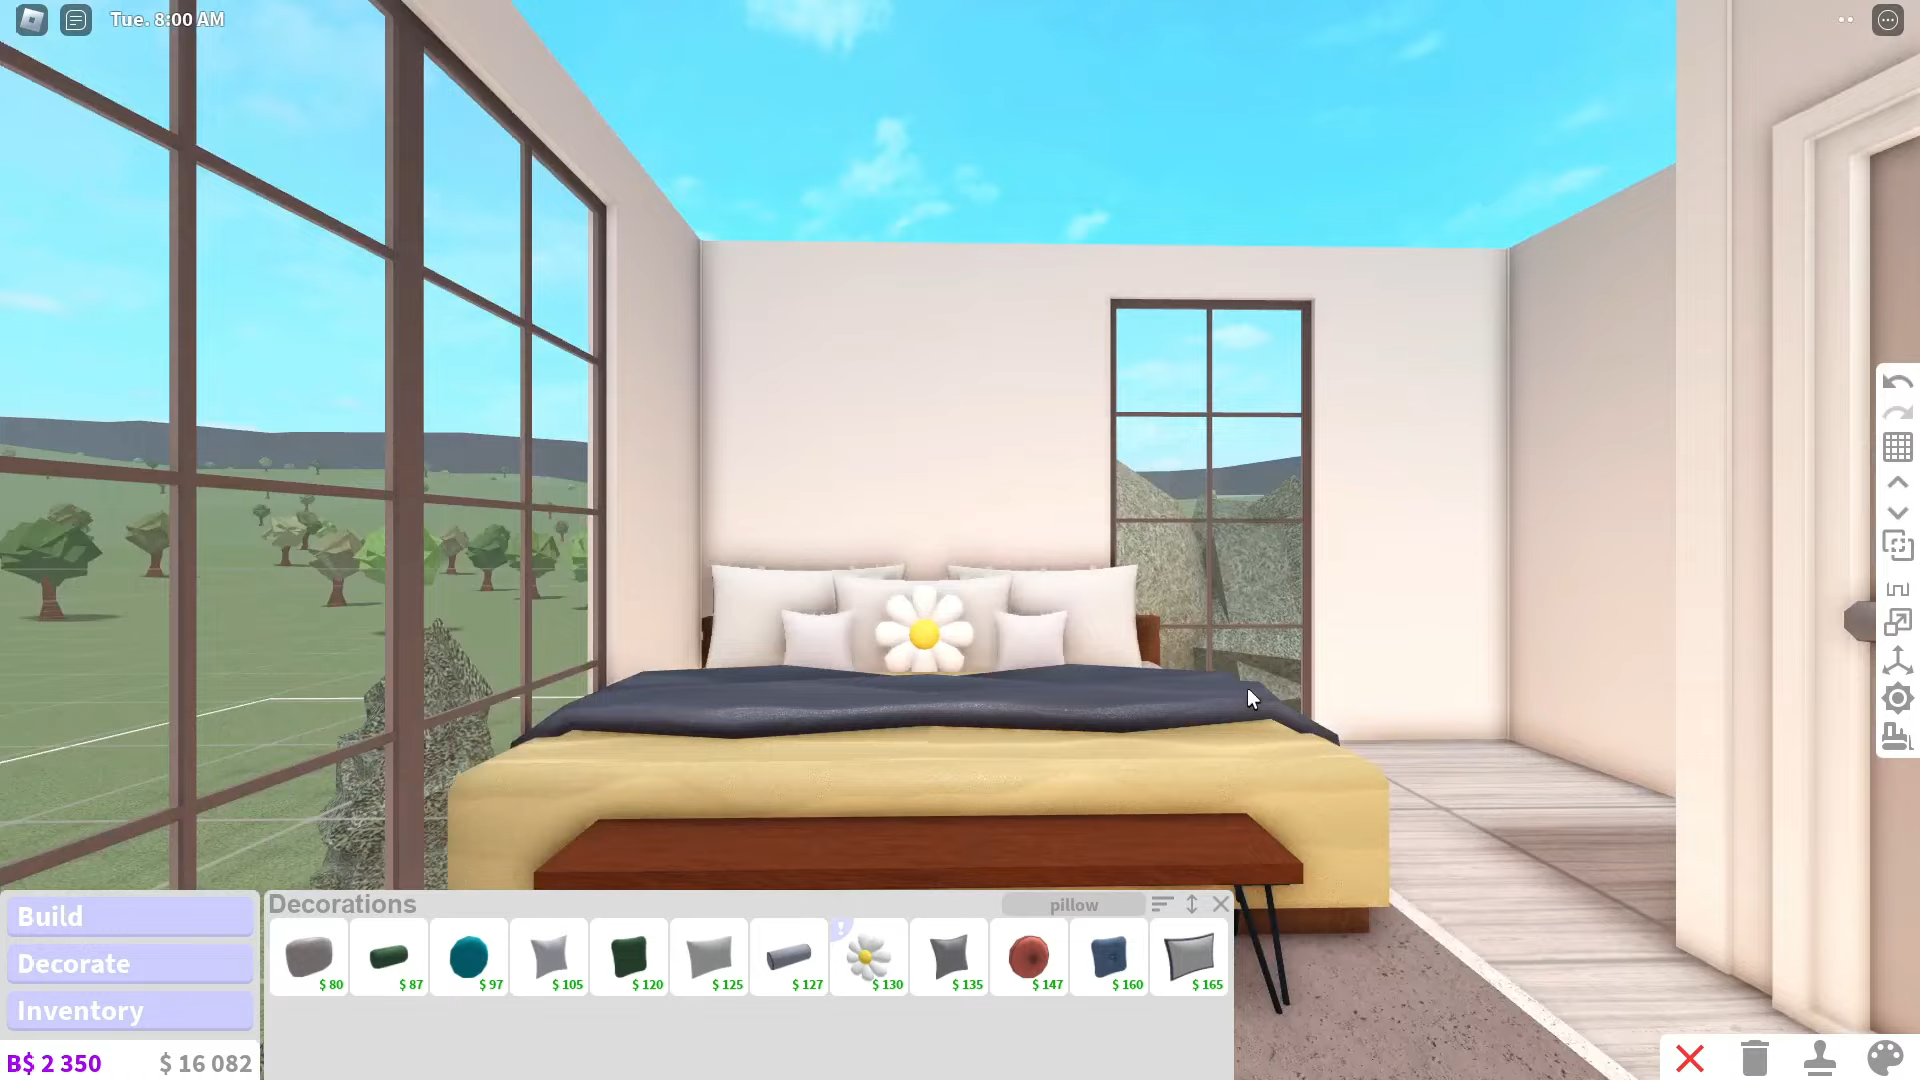 Tue. 8:00 AM
Build
Decorate
Inventory
B$ 2 350 $ 16 082
Decorations pillow
$ 80 $ 87 $ 97 $ 105 $ 120 $ 125 $ 127 $ 130 $ 135 $ 147 $ 160 $ 165